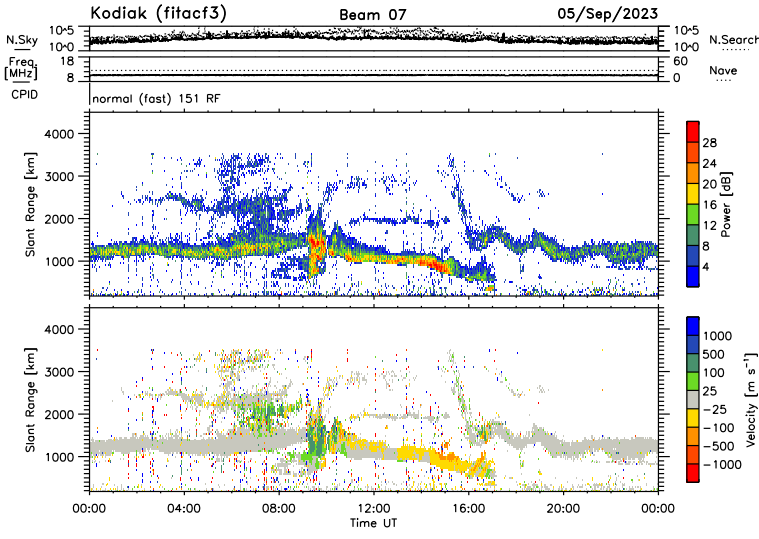 Kodiak (fitacf3) Beam 07 05/Sep/2023
N.Sky 10^5 10^0 10^5 10^0 N.Search
Freq. [MHz] 18 8 60 0 Nave
CPID normal (fast) 151 RF
Slant Range [km] 4000 3000 2000 1000
Power [dB] 28 24 20 16 12 8 4
Slant Range [km] 4000 3000 2000 1000
Velocity [m s^-1] 1000 500 100 25 -25 -100 -500 -1000
00:00 04:00 08:00 12:00 16:00 20:00 00:00
Time UT